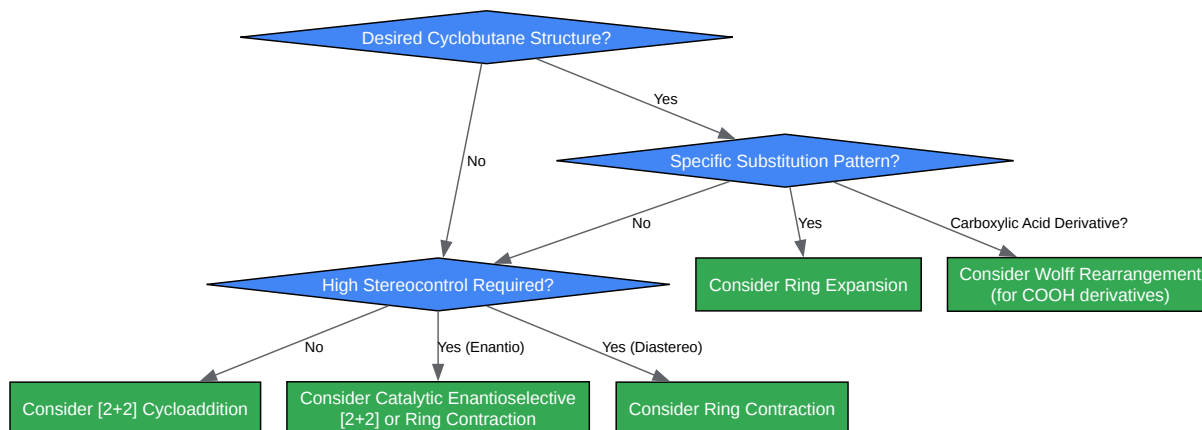 Desired Cyclobutane Structure?
Yes
No
Specific Substitution Pattern?
No
Yes
Carboxylic Acid Derivative?
High Stereocontrol Required?
Consider Ring Expansion
Consider Wolff Rearrangement
(for COOH derivatives)
No
Yes (Enantio)
Yes (Diastereo)
Consider [2+2] Cycloaddition
Consider Catalytic Enantioselective
[2+2] or Ring Contraction
Consider Ring Contraction